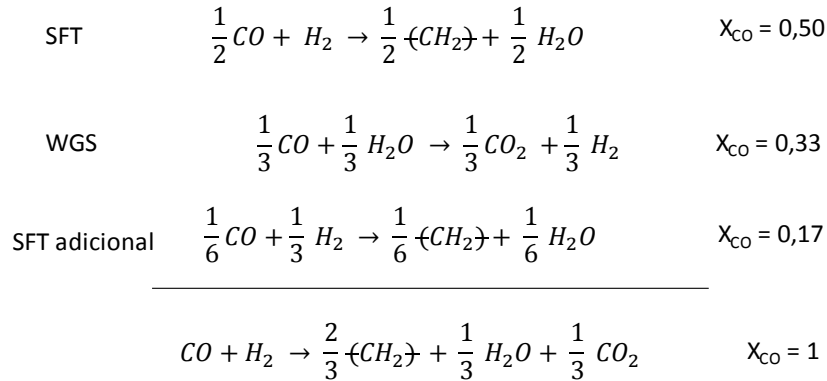 SFT 1/2 CO + H₂ → 1/2 (CH₂) + 1/2 H₂O X_CO = 0,50
WGS 1/3 CO + 1/3 H₂O → 1/3 CO₂ + 1/3 H₂ X_CO = 0,33
SFT adicional 1/6 CO + 1/3 H₂ → 1/6 (CH₂) + 1/6 H₂O X_CO = 0,17
CO + H₂ → 2/3 (CH₂) + 1/3 H₂O + 1/3 CO₂ X_CO = 1